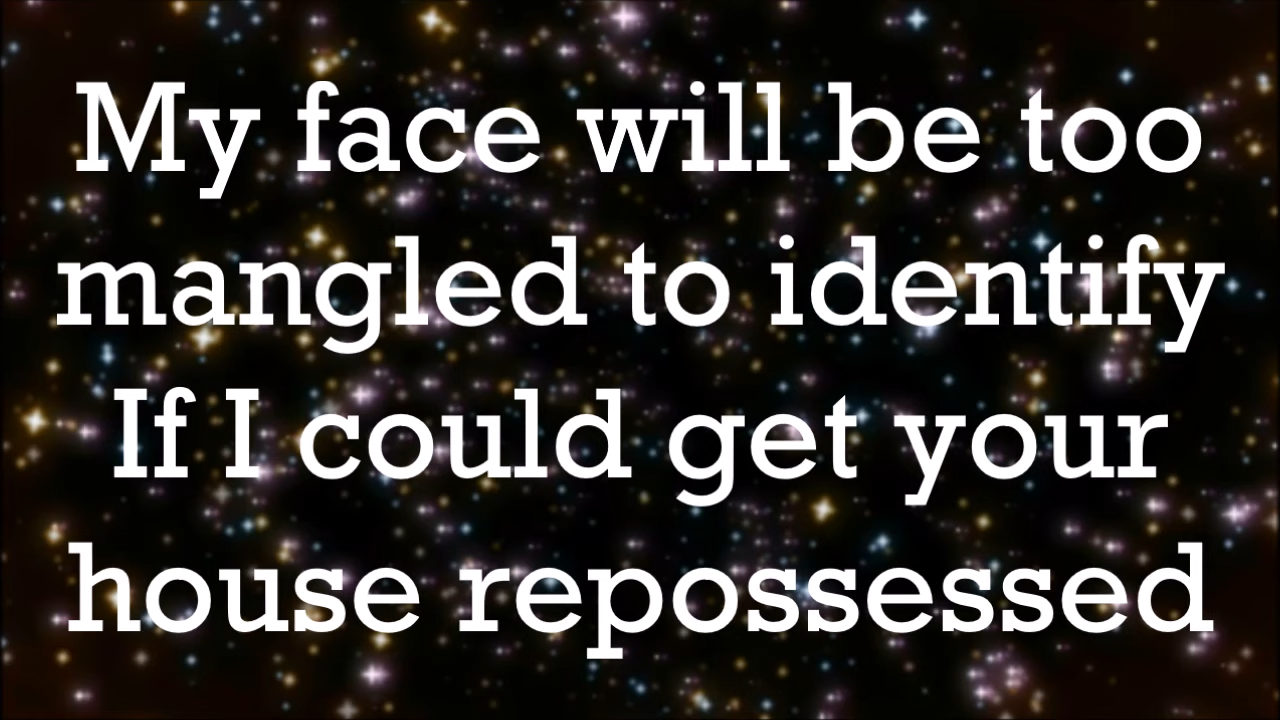 My face will be too
mangled to identify
If I could get your
house repossessed